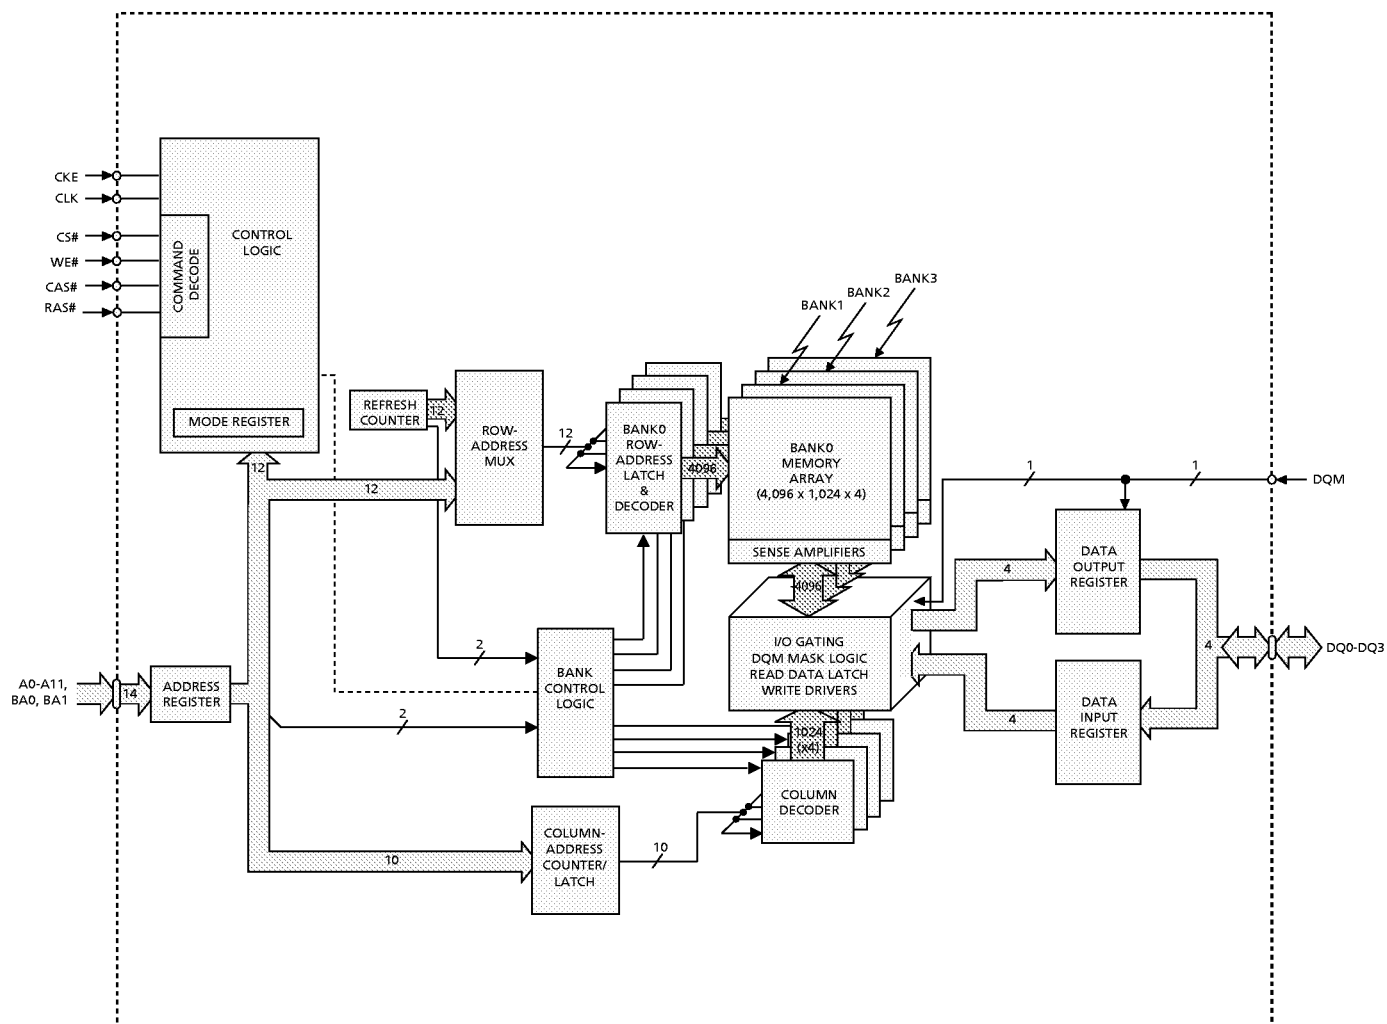 CKE
CLK
CS#
WE#
CAS#
RAS#
COMMAND
DECODE
CONTROL
LOGIC
MODE REGISTER
12
BANK1
BANK2
BANK3
REFRESH
COUNTER
12
ROW-
ADDRESS
MUX
12
12
BANK0
ROW-
ADDRESS
LATCH
&
DECODER
4096
BANK0
MEMORY
ARRAY
(4,096 x 1,024 x 4)
SENSE AMPLIFIERS
4096
1
1
DQM
DATA
OUTPUT
REGISTER
4
I/O GATING
DQM MASK LOGIC
READ DATA LATCH
WRITE DRIVERS
4
DQ0-DQ3
DATA
INPUT
REGISTER
4
A0-A11,
BA0, BA1
14
ADDRESS
REGISTER
2
2
BANK
CONTROL
LOGIC
1024
(x4)
COLUMN
DECODER
10
COLUMN-
ADDRESS
COUNTER/
LATCH
10